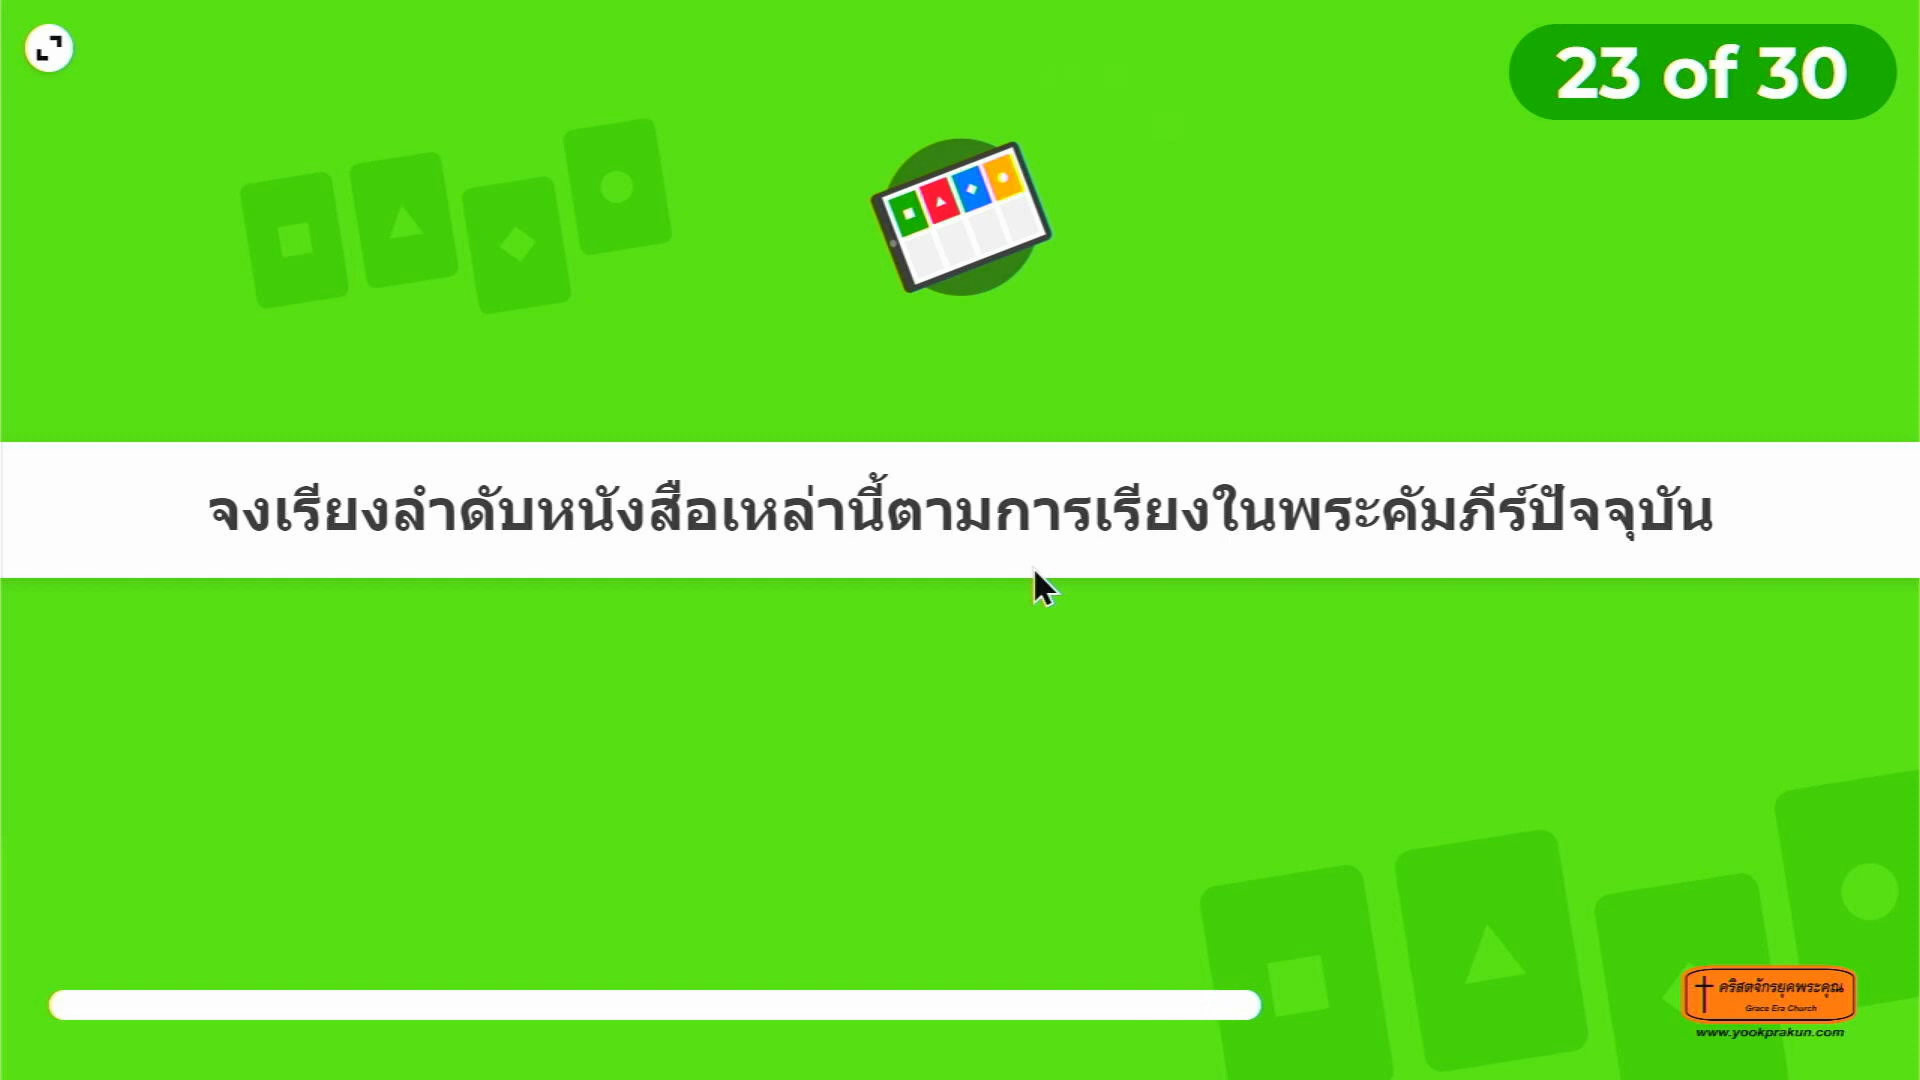 23 of 30
จงเรียงลำดับหนังสือเหล่านี้ตามการเรียงในพระคัมภีร์ปัจจุบัน
คริสตจักรยุคพระคุณ
Grace Era Church
www.yookprakun.com